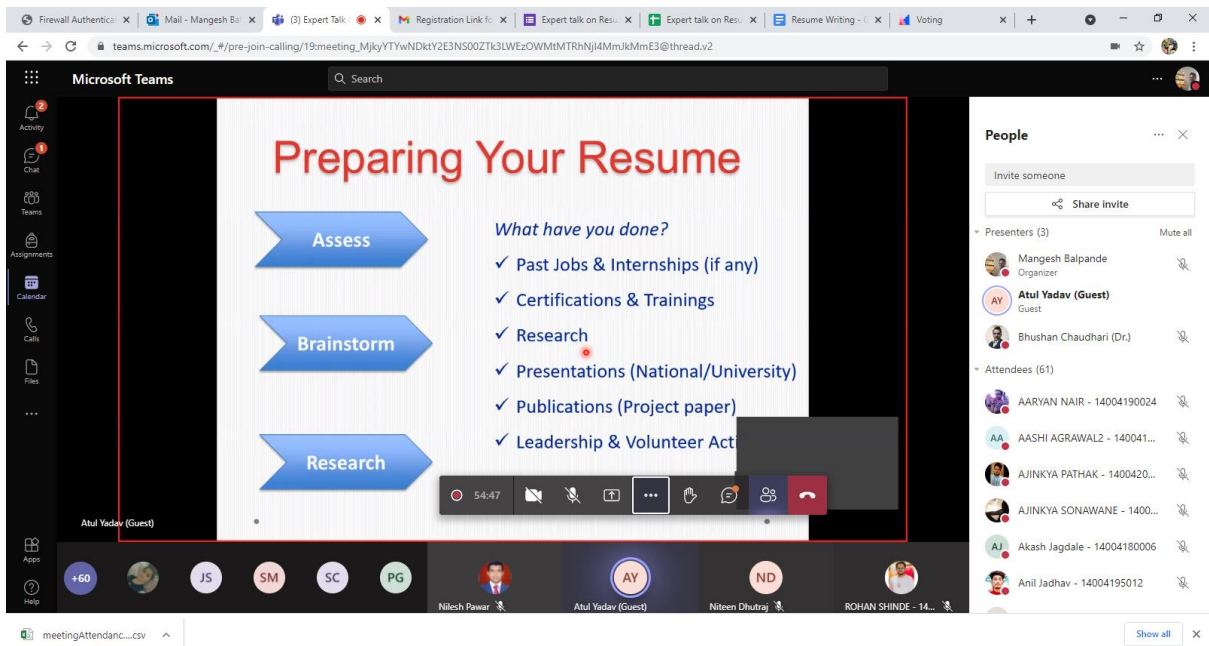 Firewall Authentica
Mail - Mangesh Bal
(3) Expert Talk
Registration Link fo
Expert talk on Resu
Expert talk on Resu
Resume Writing - G
Voting
teams.microsoft.com/_#/pre-join-calling/19:meeting_MjkyYTYwNDktY2E3NS00ZTk3LWEzOWMtMTRhNjI4MmJkMmE3@thread.v2
Microsoft Teams
Search
2
Activity
1
Chat
Teams
Assignments
Calendar
Calls
Files
Apps
Help
Preparing Your Resume
Assess
Brainstorm
Research
What have you done?
✓ Past Jobs & Internships (if any)
✓ Certifications & Trainings
✓ Research
✓ Presentations (National/University)
✓ Publications (Project paper)
✓ Leadership & Volunteer Acti
54:47
Atul Yadav (Guest)
+60
JS
SM
SC
PG
Nilesh Pawar
AY
Atul Yadav (Guest)
ND
Niteen Dhutraj
ROHAN SHINDE - 14...
People
Invite someone
Share invite
Presenters (3) Mute all
Mangesh Balpande
Organizer
AY
Atul Yadav (Guest)
Guest
Bhushan Chaudhari (Dr.)
Attendees (61)
AARYAN NAIR - 14004190024
AA
AASHI AGRAWAL2 - 140041...
AJINKYA PATHAK - 1400420...
AJINKYA SONAWANE - 1400...
AJ
Akash Jagdale - 14004180006
Anil Jadhav - 14004195012
meetingAttendanc....csv
Show all